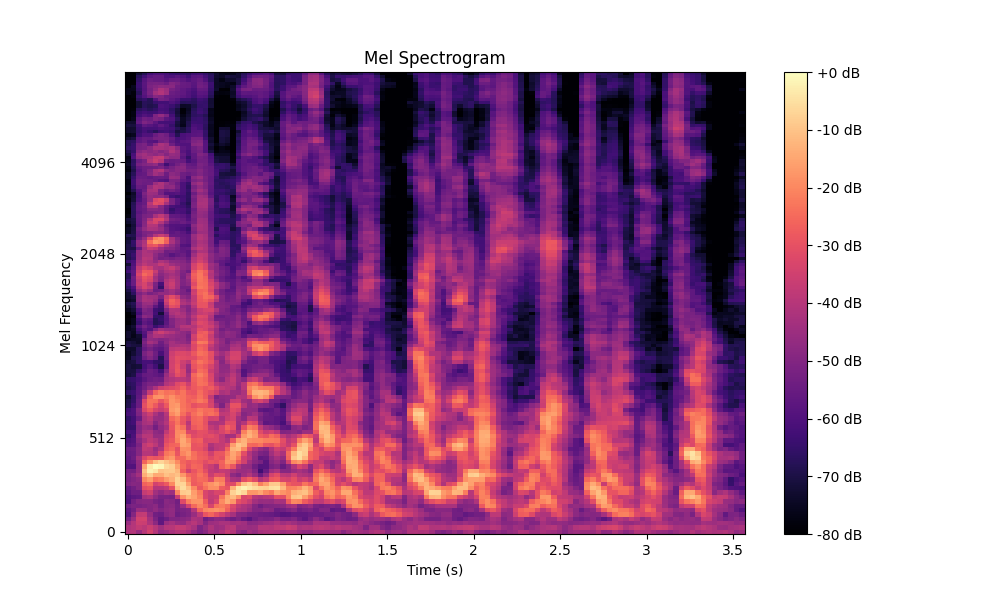 Mel Spectrogram
+0 dB
-10 dB
-20 dB
-30 dB
-40 dB
-50 dB
-60 dB
-70 dB
-80 dB
Mel Frequency
4096
2048
1024
512
0
0 0.5 1 1.5 2 2.5 3 3.5
Time (s)